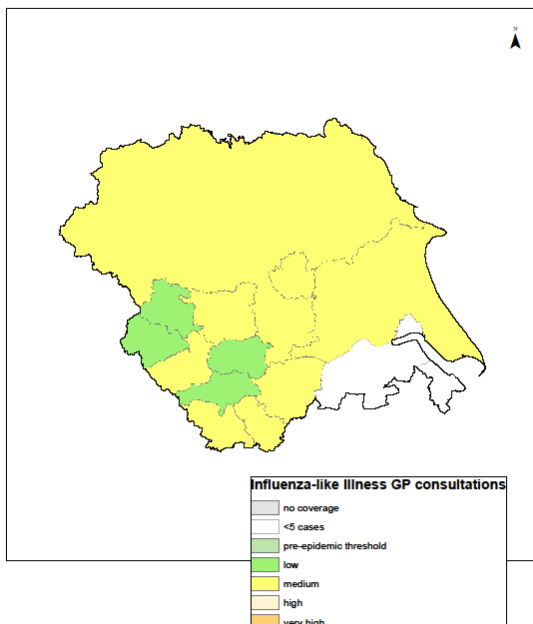 N
Influenza-like Illness GP consultations
no coverage
<5 cases
pre-epidemic threshold
low
medium
high
very high